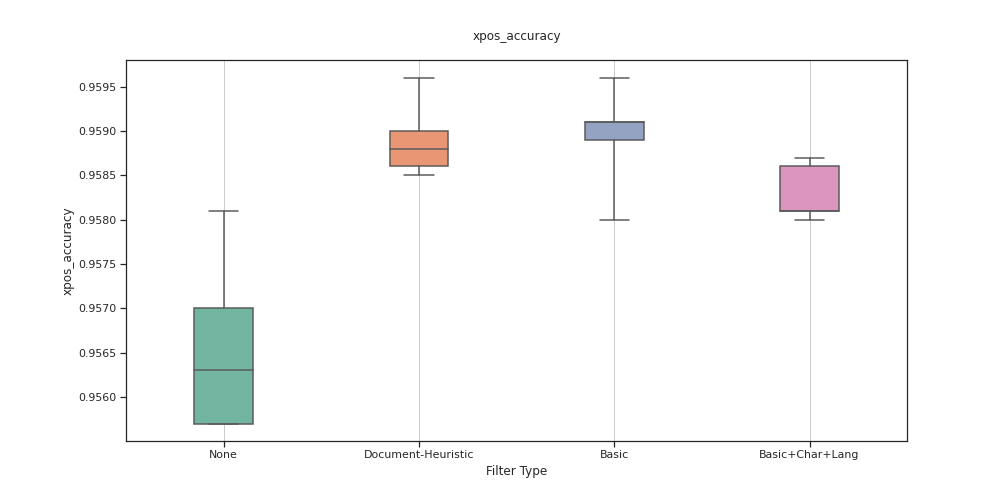 xpos_accuracy
xpos_accuracy
0.9595
0.9590
0.9585
0.9580
0.9575
0.9570
0.9565
0.9560
None
Document-Heuristic
Basic
Basic+Char+Lang
Filter Type